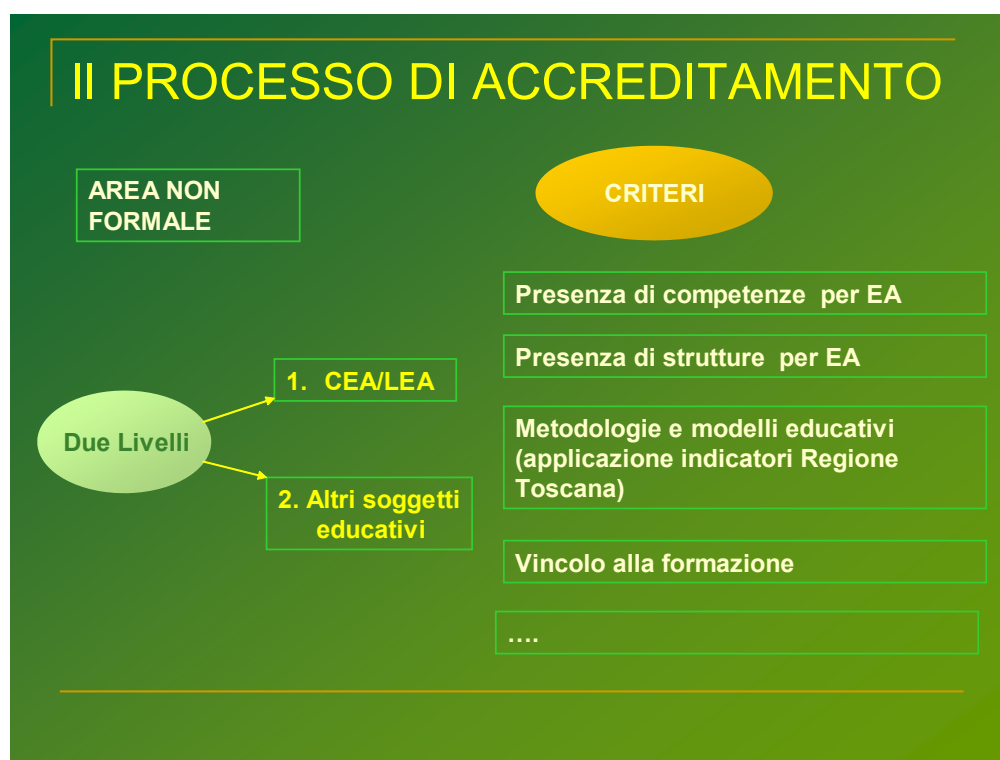 Il PROCESSO DI ACCREDITAMENTO
AREA NON
FORMALE
CRITERI
Presenza di competenze per EA
Presenza di strutture per EA
1. CEA/LEA
Due Livelli
Metodologie e modelli educativi
(applicazione indicatori Regione
Toscana)
2. Altri soggetti
educativi
Vincolo alla formazione
....